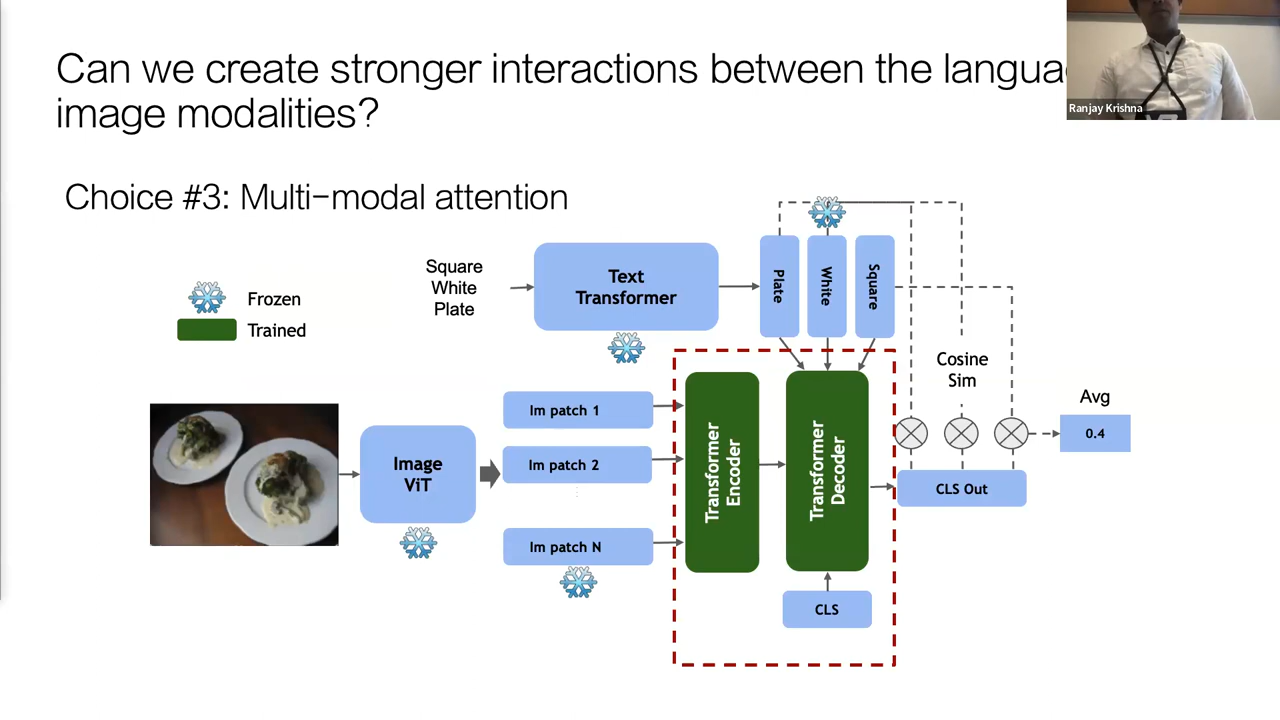 Can we create stronger interactions between the
image modalities?
Ranjay Krishna
Choice #3: Multi-modal attention
Square
White
Plate
Text
Transformer
Plate
White
Square
Frozen
Trained
Cosine
Sim
Avg
0.4
Im patch 1
Im patch 2
Im patch N
Image
ViT
Transformer
Encoder
Transformer
Decoder
CLS Out
CLS